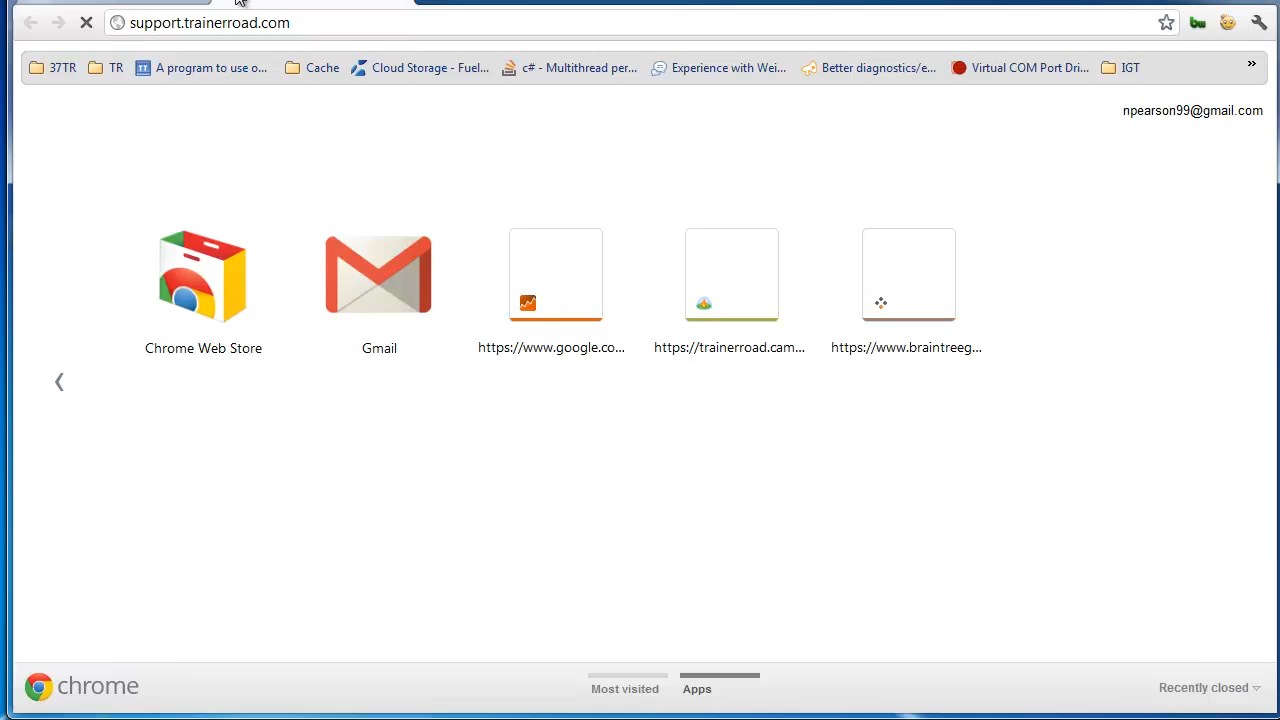 support.trainerroad.com
37TR TR A program to use o... Cache Cloud Storage - Fuel... c# - Multithread per... Experience with Wei... Better diagnostics/e... Virtual COM Port Dri... IGT »
npearson99@gmail.com
Chrome Web Store Gmail https://www.google.co... https://trainerroad.cam... https://www.braintreeg...
chrome Most visited Apps Recently closed